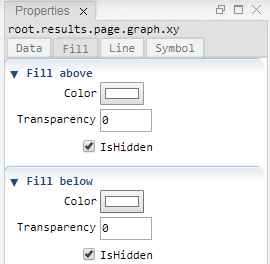 Properties
root.results.page.graph.xy
Data Fill Line Symbol
Fill above
Color
Transparency 0
IsHidden
Fill below
Color
Transparency 0
IsHidden